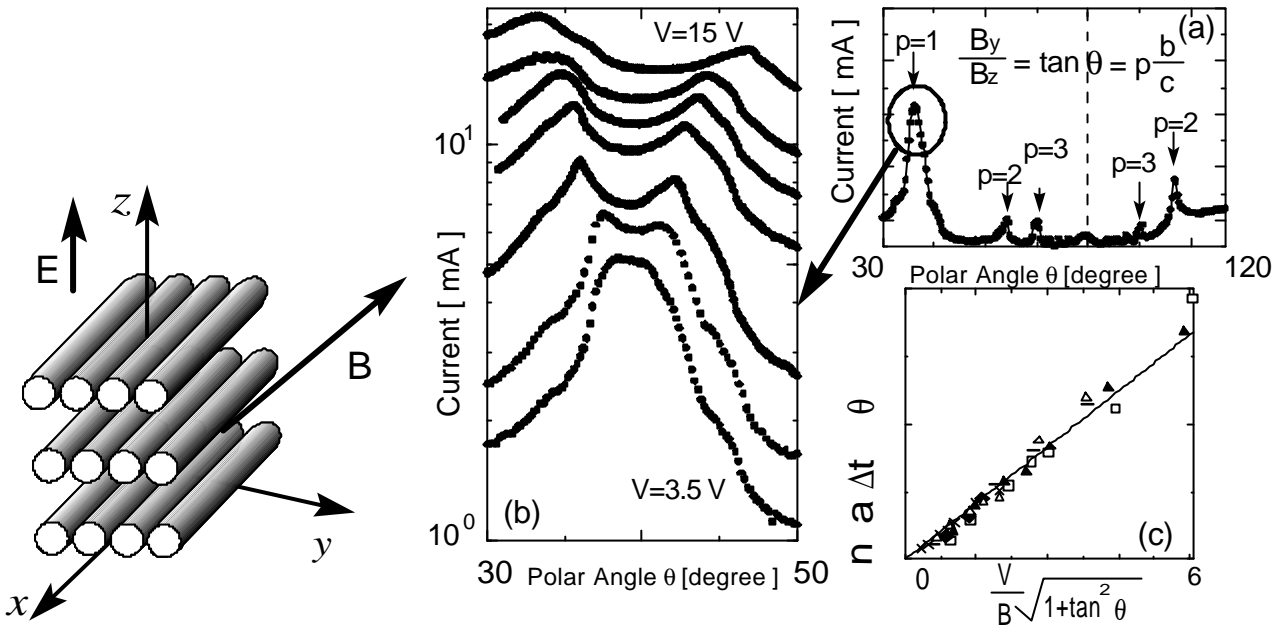 z
E
B
y
x
V=15 V
10¹
Current [ mA]
V=3.5 V
(b)
10⁰
30 Polar Angle θ [degree ] 50
(a)
p=1
By/Bz = tan θ = p b/c
Current [ mA]
p=2
p=3
p=3
p=2
30 Polar Angle θ [degree ] 120
n a Δt θ
(c)
0 6
V/B √1+tan² θ